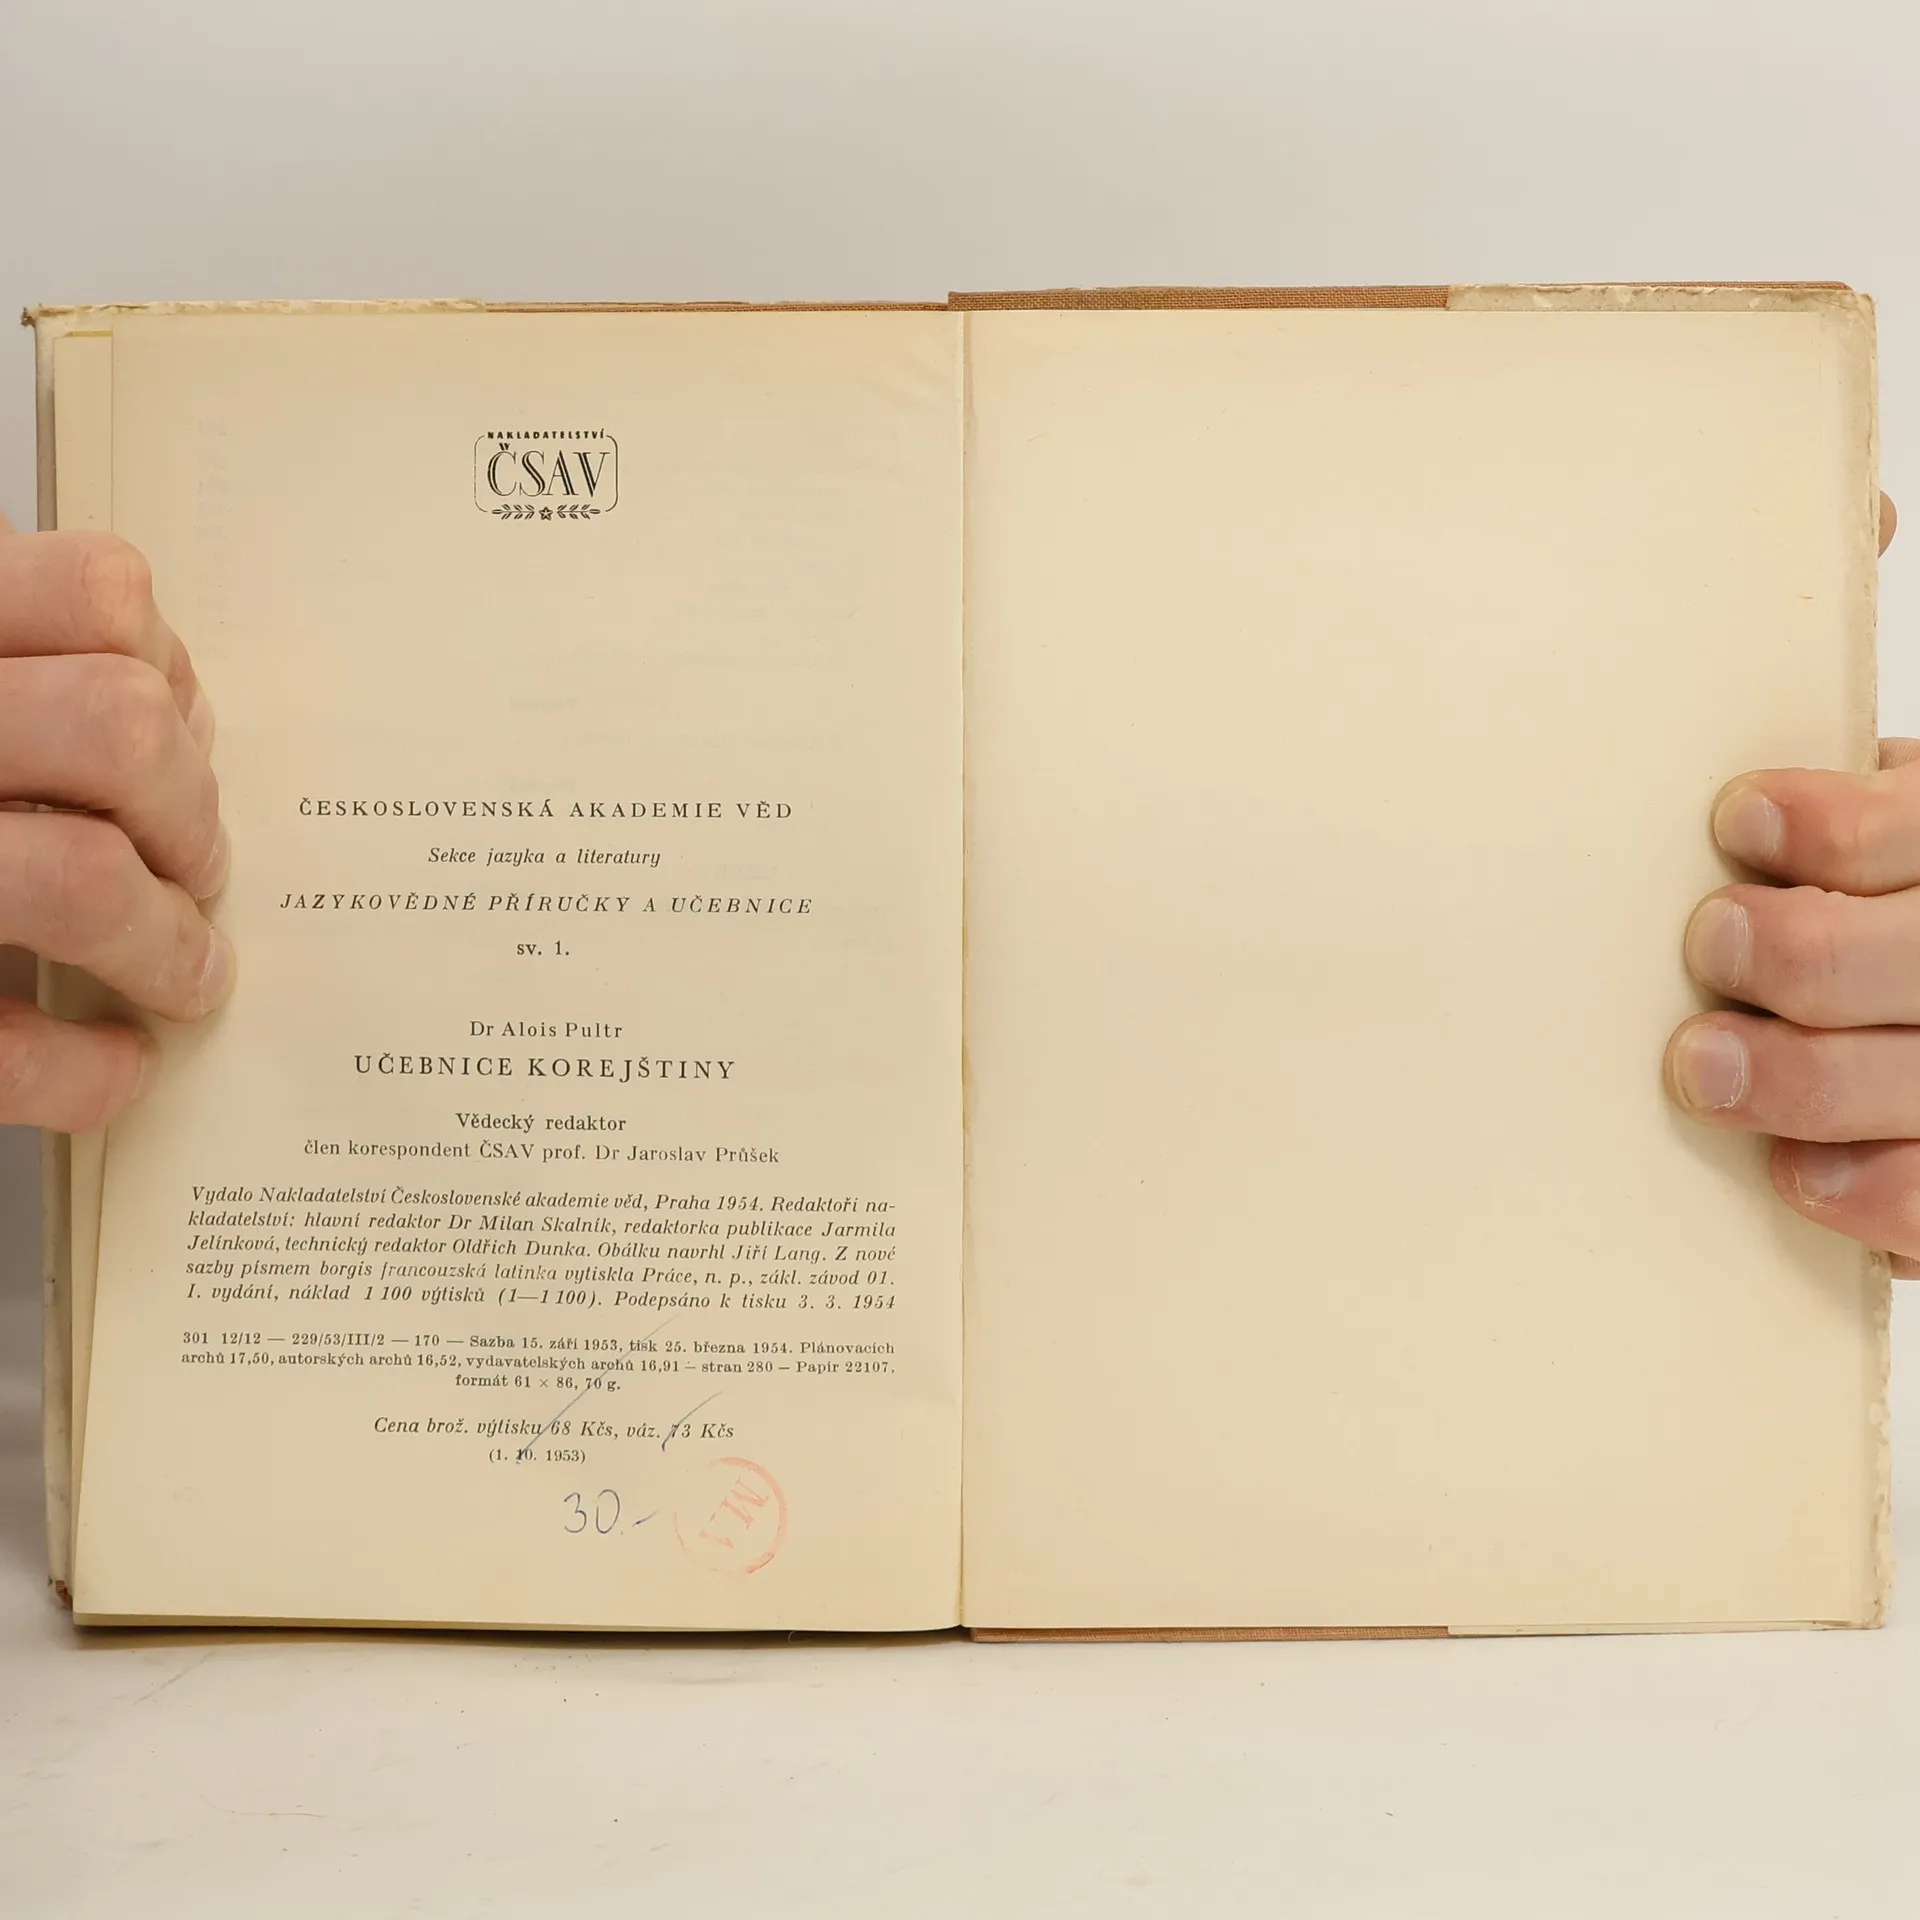 NAKLADATELSTVÍ
ČSAV
ČESKOSLOVENSKÁ AKADEMIE VĚD
Sekce jazyka a literatury
JAZYKOVĚDNÉ PŘÍRUČKY A UČEBNICE
sv. 1.
Dr Alois Pultr
UČEBNICE KOREJŠTINY
Vědecký redaktor
člen korespondent ČSAV prof. Dr Jaroslav Průšek
Vydalo Nakladatelství Československé akademie věd, Praha 1954. Redaktoři na-
kladatelství: hlavní redaktor Dr Milan Skalník, redaktorka publikace Jarmila
Jelínková, technický redaktor Oldřich Dunka. Obálku navrhl Jiří Lang. Z nové
sazby písmem borgis francouzská latinka vytiskla Práce, n. p., zákl. závod 01.
I. vydání, náklad 1 100 výtisků (1—1 100). Podepsáno k tisku 3. 3. 1954
301 12/12 — 229/53/III/2 — 170 — Sazba 15. září 1953, tisk 25. března 1954. Plánovacích
archů 17,50, autorských archů 16,52, vydavatelských archů 16,91 — stran 280 — Papír 22107,
formát 61 × 86, 70 g.
Cena brož. výtisku 68 Kčs, váz. 73 Kčs
(1. 10. 1953)
30.-
MA